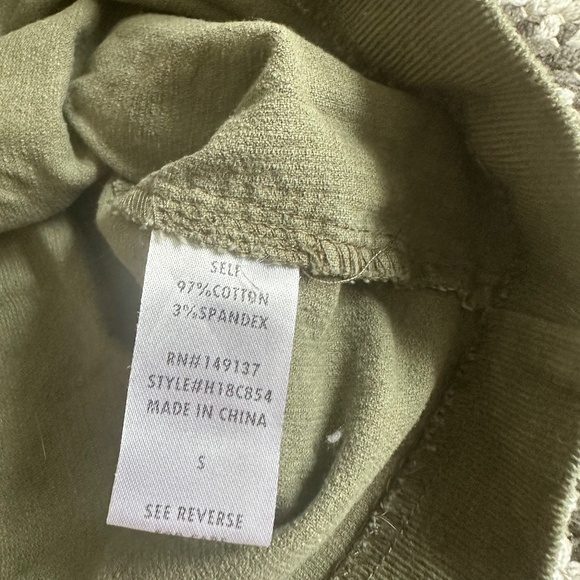 SELF
97%COTTON
3%SPANDEX
RN#149137
STYLE#H18C854
MADE IN CHINA
S
SEE REVERSE